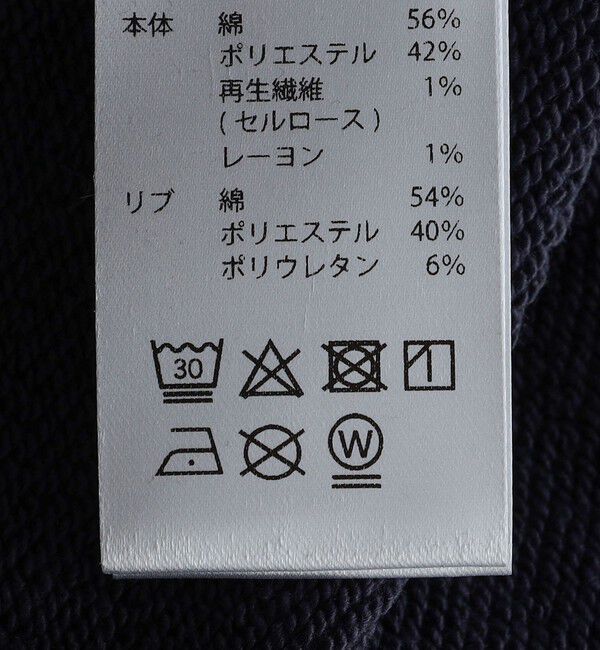 本体 綿 56%
ポリエステル 42%
再生繊維 1%
(セルロース)
レーヨン 1%
リブ 綿 54%
ポリエステル 40%
ポリウレタン 6%
30
W